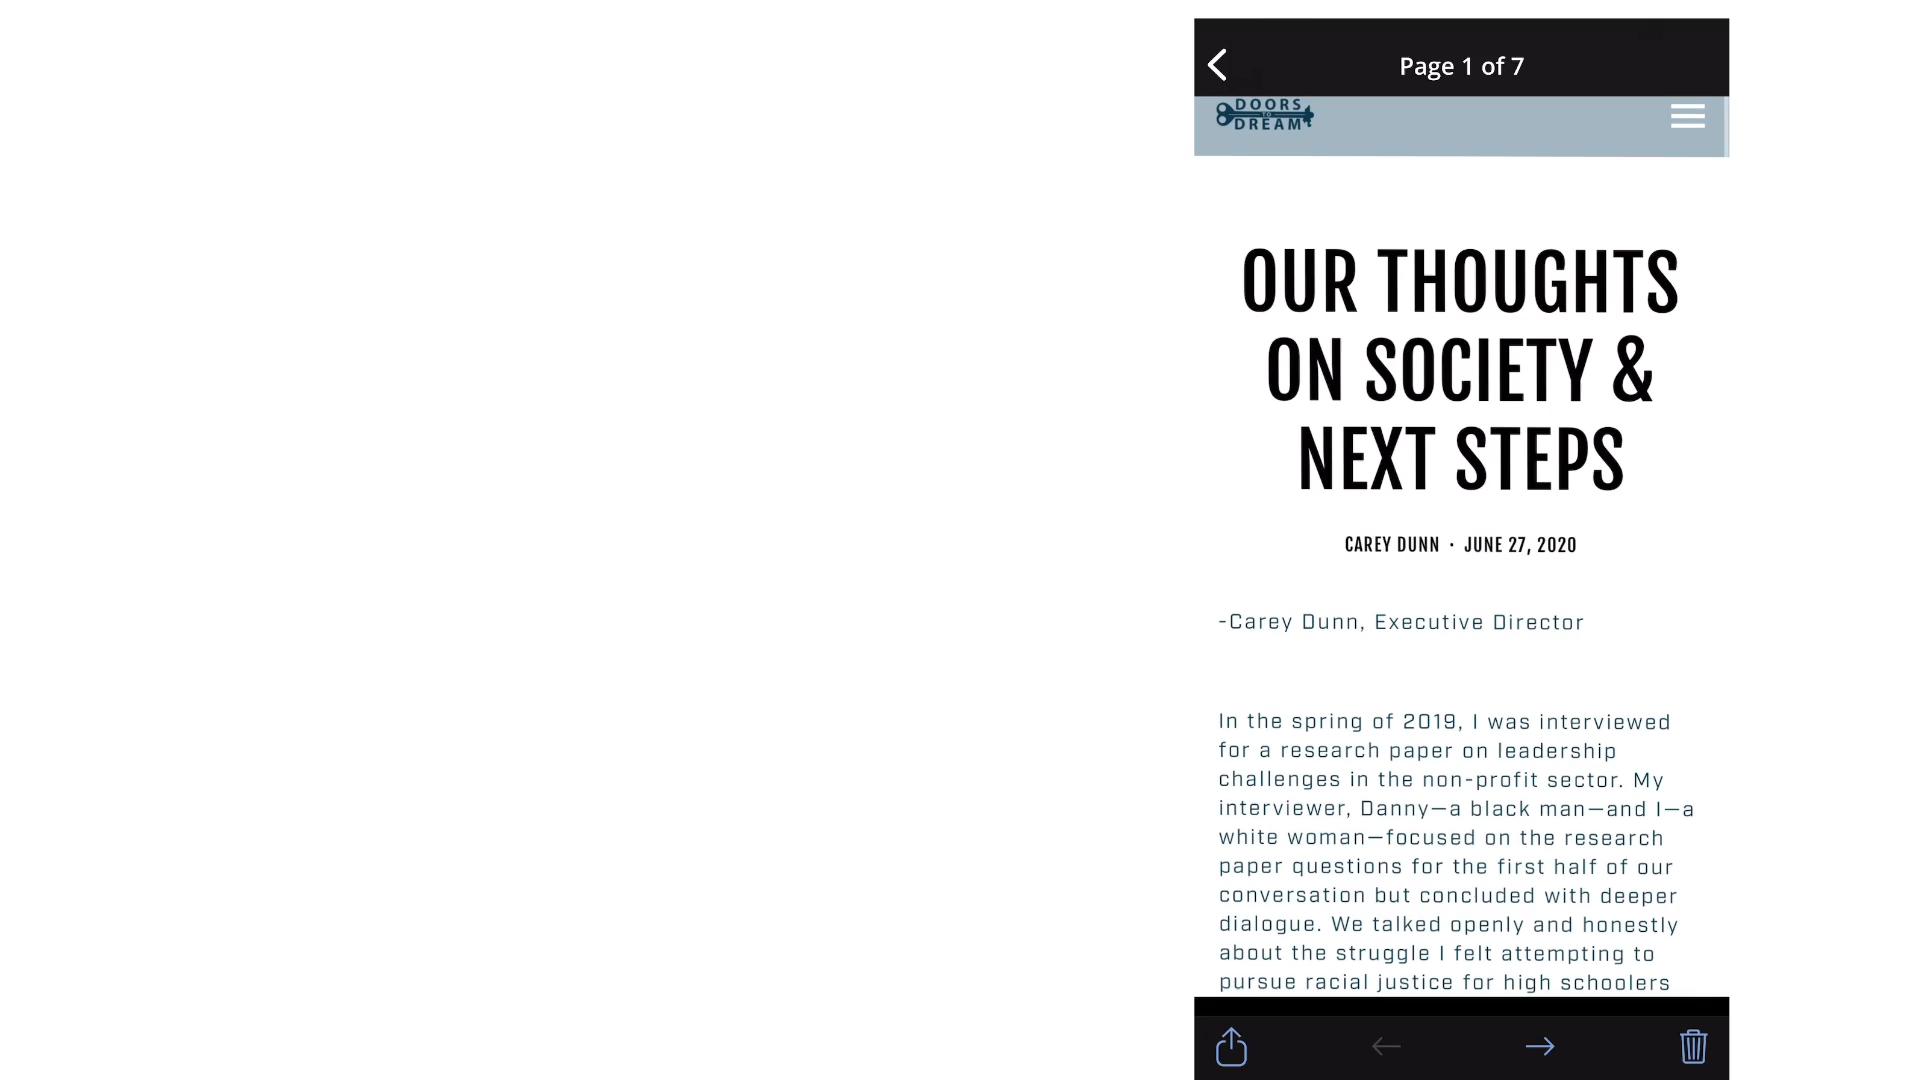 Page 1 of 7
DOORS
TO
DREAM
OUR THOUGHTS
ON SOCIETY &
NEXT STEPS
CAREY DUNN · JUNE 27, 2020
-Carey Dunn, Executive Director
In the spring of 2019, I was interviewed
for a research paper on leadership
challenges in the non-profit sector. My
interviewer, Danny—a black man—and I—a
white woman—focused on the research
paper questions for the first half of our
conversation but concluded with deeper
dialogue. We talked openly and honestly
about the struggle I felt attempting to
pursue racial justice for high schoolers